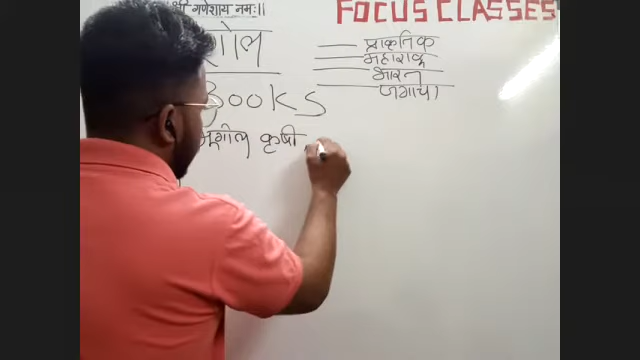 श्री गणेशाय नमः॥
FOCUS CLASSES
प्राकृतिक
महाराष्ट्र
भारत
जगाचा
Books
भूगोल कृषी